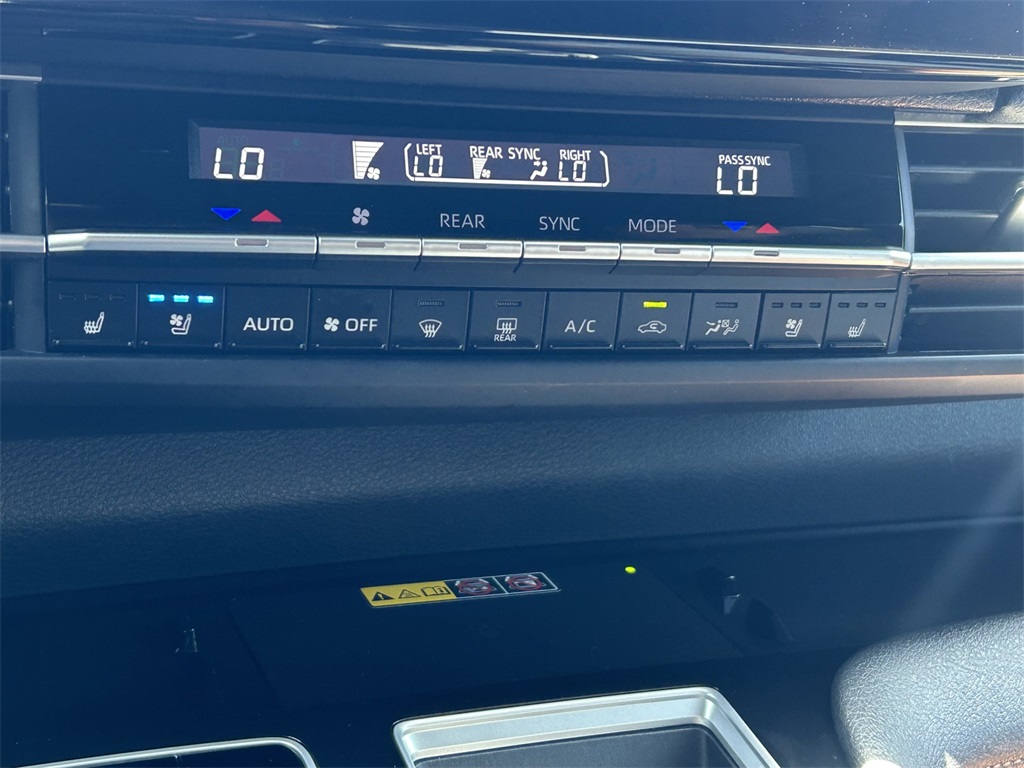 LO
LEFT
LO
REAR SYNC
RIGHT
LO
PASS SYNC
LO
REAR
SYNC
MODE
AUTO
OFF
REAR
A/C